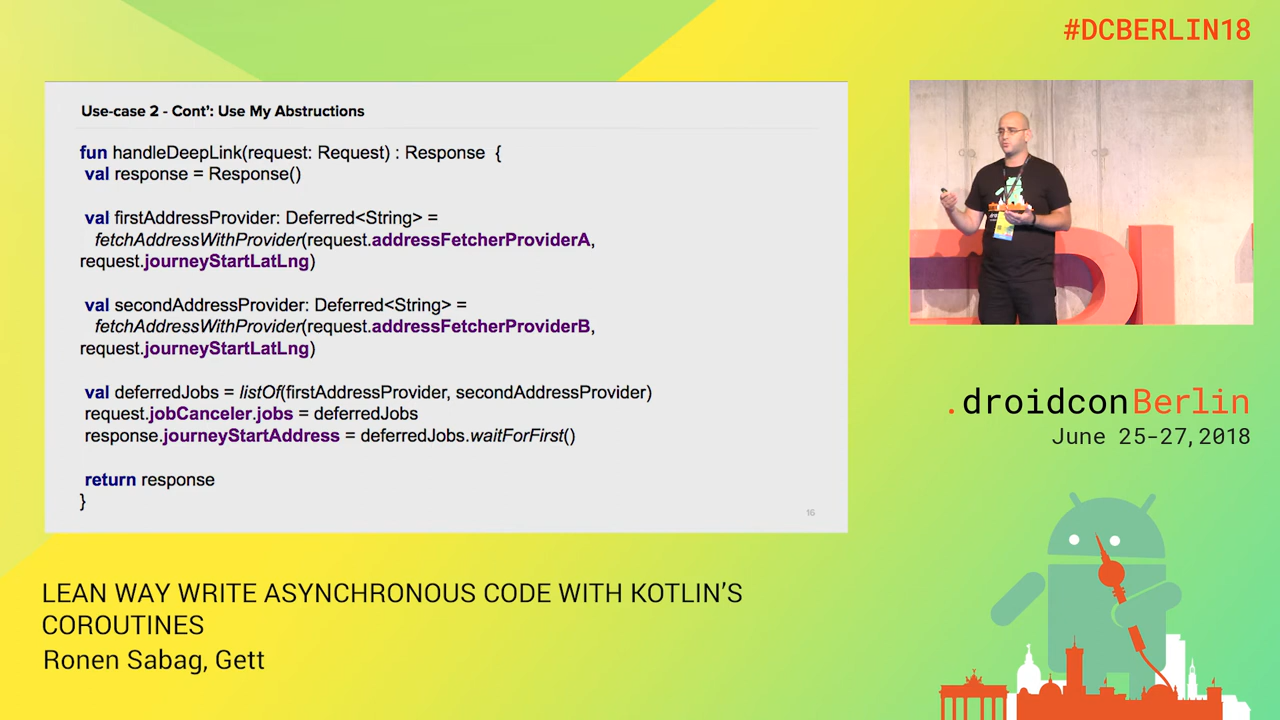 #DCBERLIN18
Use-case 2 - Cont': Use My Abstructions
fun handleDeepLink(request: Request) : Response {
val response = Response()
val firstAddressProvider: Deferred<String> =
fetchAddressWithProvider(request.addressFetcherProviderA,
request.journeyStartLatLng)
val secondAddressProvider: Deferred<String> =
fetchAddressWithProvider(request.addressFetcherProviderB,
request.journeyStartLatLng)
val deferredJobs = listOf(firstAddressProvider, secondAddressProvider)
request.jobCanceler.jobs = deferredJobs
response.journeyStartAddress = deferredJobs.waitForFirst()
return response
}
16
.droidconBerlin
June 25-27, 2018
LEAN WAY WRITE ASYNCHRONOUS CODE WITH KOTLIN'S
COROUTINES
Ronen Sabag, Gett